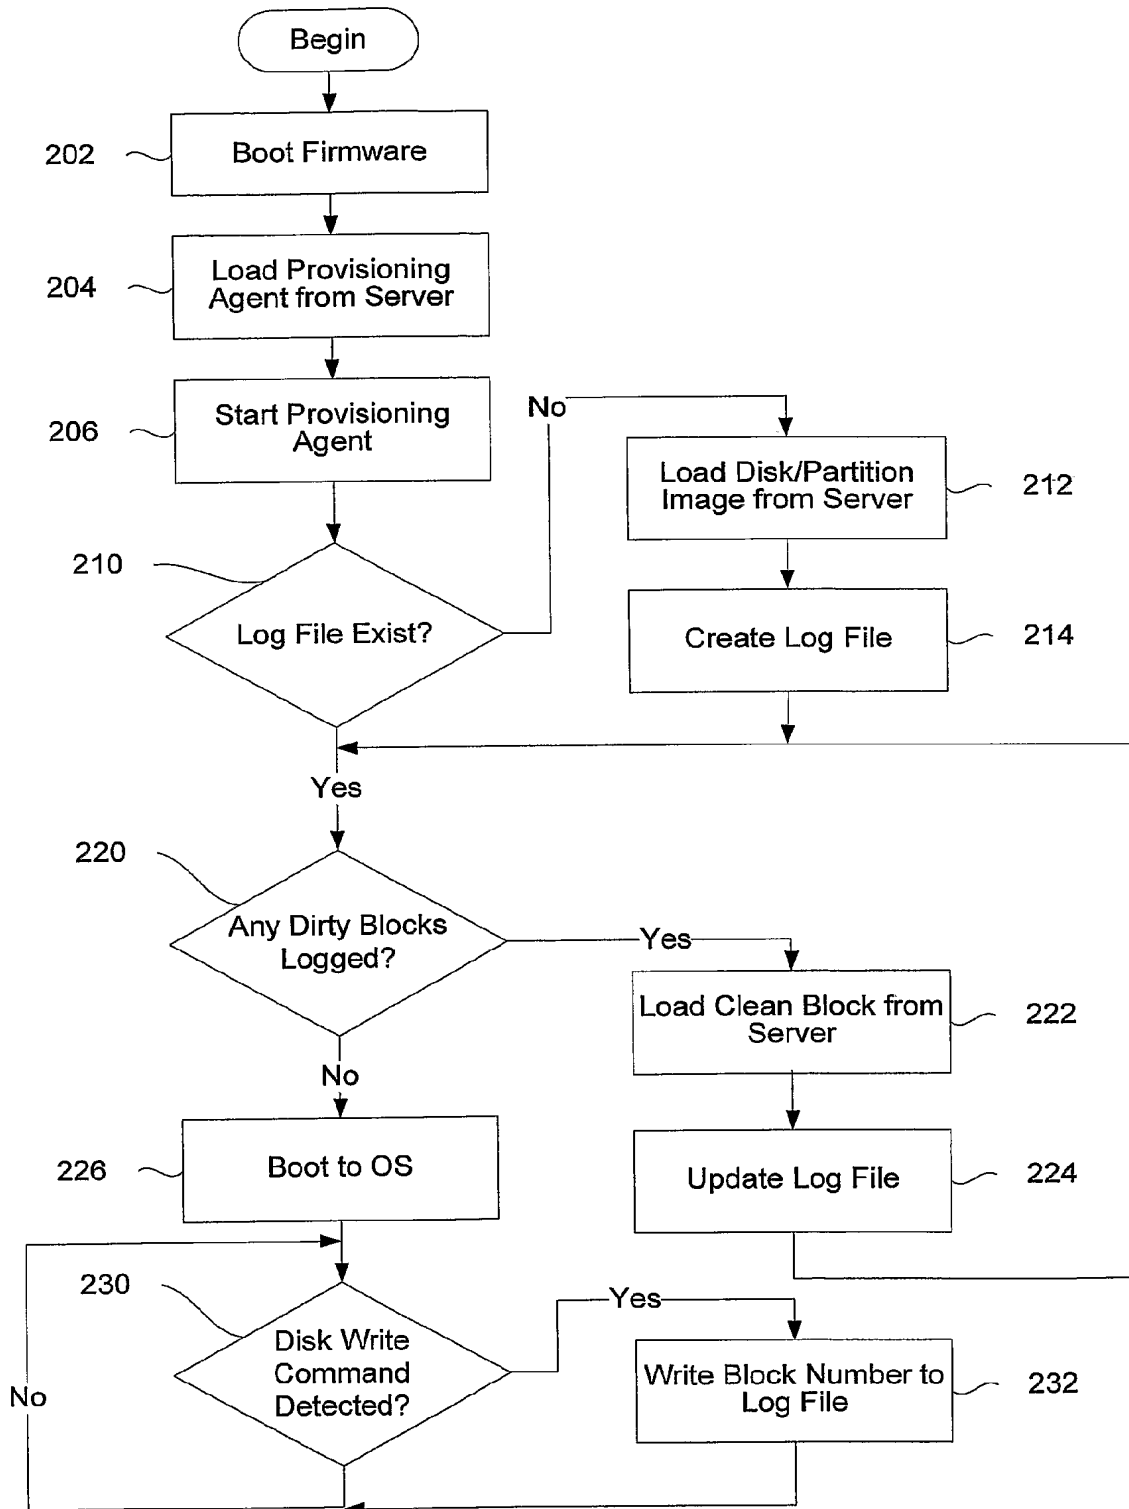 Begin
202
Boot Firmware
204
Load Provisioning
Agent from Server
206
Start Provisioning
Agent
No
Load Disk/Partition
Image from Server
212
210
Log File Exist?
Create Log File
214
Yes
220
Any Dirty Blocks
Logged?
Yes
Load Clean Block from
Server
222
No
226
Boot to OS
Update Log File
224
230
Disk Write
Command
Detected?
Yes
Write Block Number to
Log File
232
No